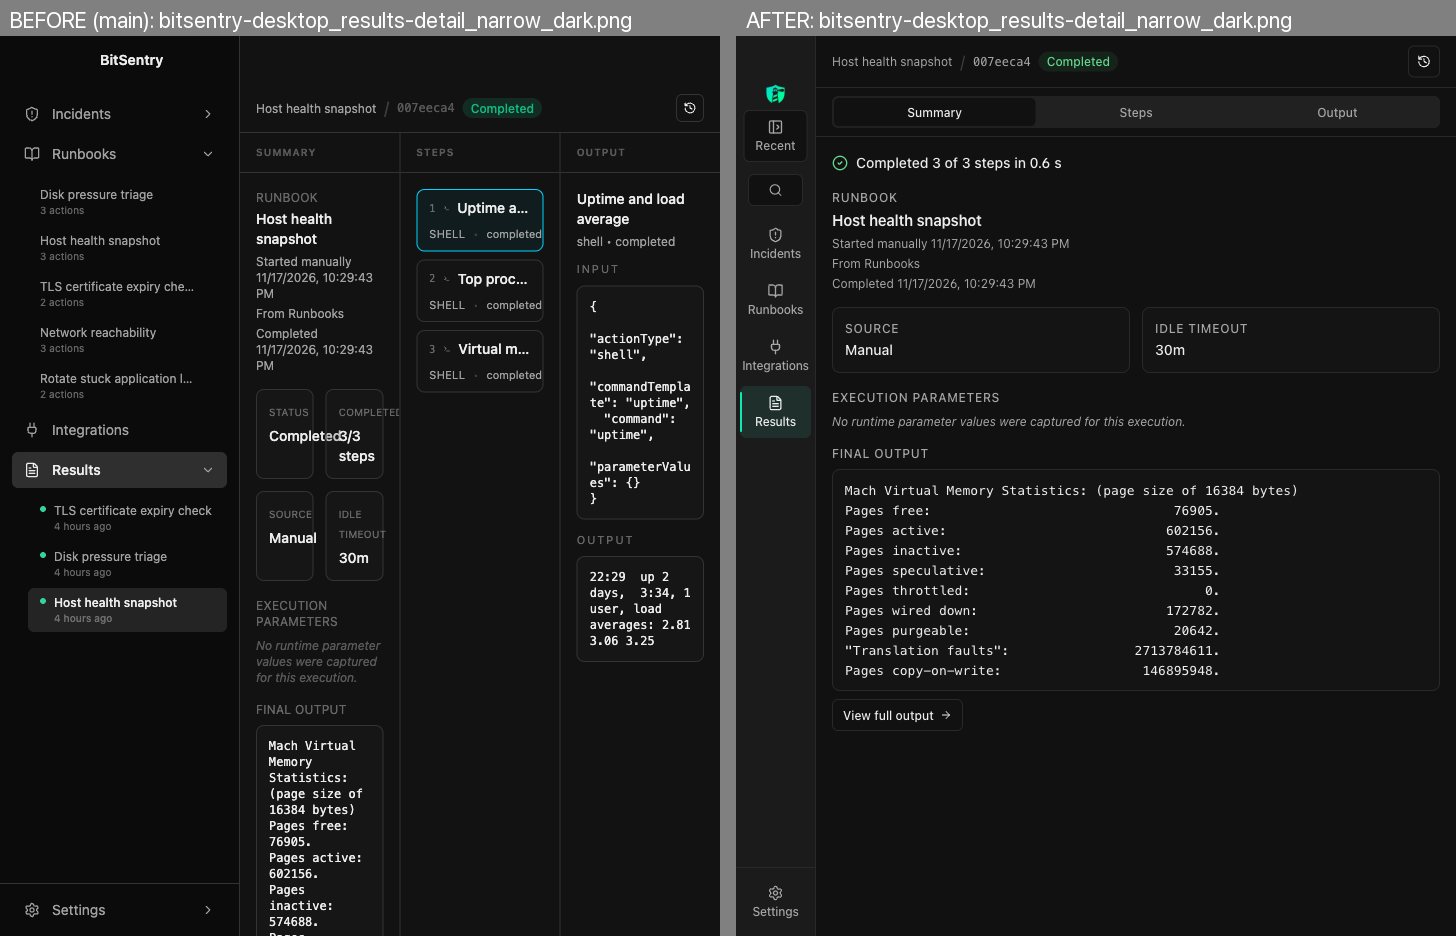 BEFORE (main): bitsentry-desktop_results-detail_narrow_dark.png
BitSentry
Incidents
Runbooks
Disk pressure triage
3 actions
Host health snapshot
3 actions
TLS certificate expiry che...
2 actions
Network reachability
3 actions
Rotate stuck application l...
2 actions
Integrations
Results
TLS certificate expiry check
4 hours ago
Disk pressure triage
4 hours ago
Host health snapshot
4 hours ago
Settings
Host health snapshot / 007eeca4 Completed
SUMMARY
RUNBOOK
Host health
snapshot
Started manually
11/17/2026, 10:29:43
PM
From Runbooks
Completed
11/17/2026, 10:29:43
PM
STATUS
Completed
COMPLETED
3/3
steps
SOURCE
Manual
IDLE
TIMEOUT
30m
EXECUTION
PARAMETERS
No runtime parameter
values were captured
for this execution.
FINAL OUTPUT
Mach Virtual
Memory
Statistics:
(page size of
16384 bytes)
Pages free:
76905.
Pages active:
602156.
Pages
inactive:
574688.
STEPS
1 Uptime a...
SHELL • completed
2 Top proc...
SHELL • completed
3 Virtual m...
SHELL • completed
OUTPUT
Uptime and load
average
shell • completed
INPUT
{
"actionType":
"shell",
"commandTempla
te": "uptime",
"command":
"uptime",
"parameterValu
es": {}
}
OUTPUT
22:29 up 2
days, 3:34, 1
user, load
averages: 2.81
3.06 3.25
AFTER: bitsentry-desktop_results-detail_narrow_dark.png
Recent
Incidents
Runbooks
Integrations
Results
Settings
Host health snapshot / 007eeca4 Completed
Summary Steps Output
Completed 3 of 3 steps in 0.6 s
RUNBOOK
Host health snapshot
Started manually 11/17/2026, 10:29:43 PM
From Runbooks
Completed 11/17/2026, 10:29:43 PM
SOURCE
Manual
IDLE TIMEOUT
30m
EXECUTION PARAMETERS
No runtime parameter values were captured for this execution.
FINAL OUTPUT
Mach Virtual Memory Statistics: (page size of 16384 bytes)
Pages free: 76905.
Pages active: 602156.
Pages inactive: 574688.
Pages speculative: 33155.
Pages throttled: 0.
Pages wired down: 172782.
Pages purgeable: 20642.
"Translation faults": 2713784611.
Pages copy-on-write: 146895948.
View full output →